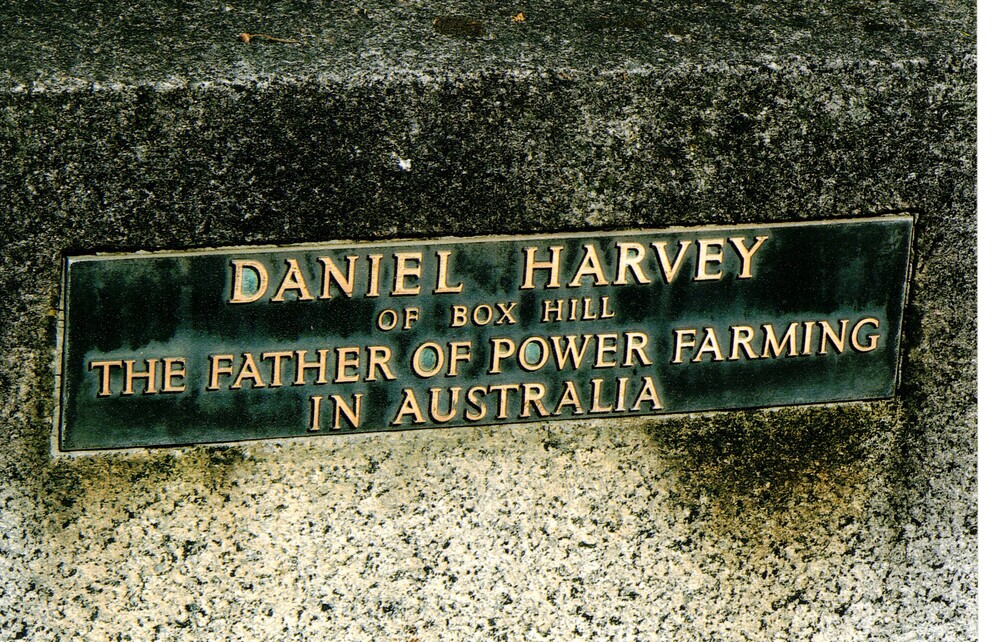 DANIEL HARVEY
OF BOX HILL
THE FATHER OF POWER FARMING
IN AUSTRALIA